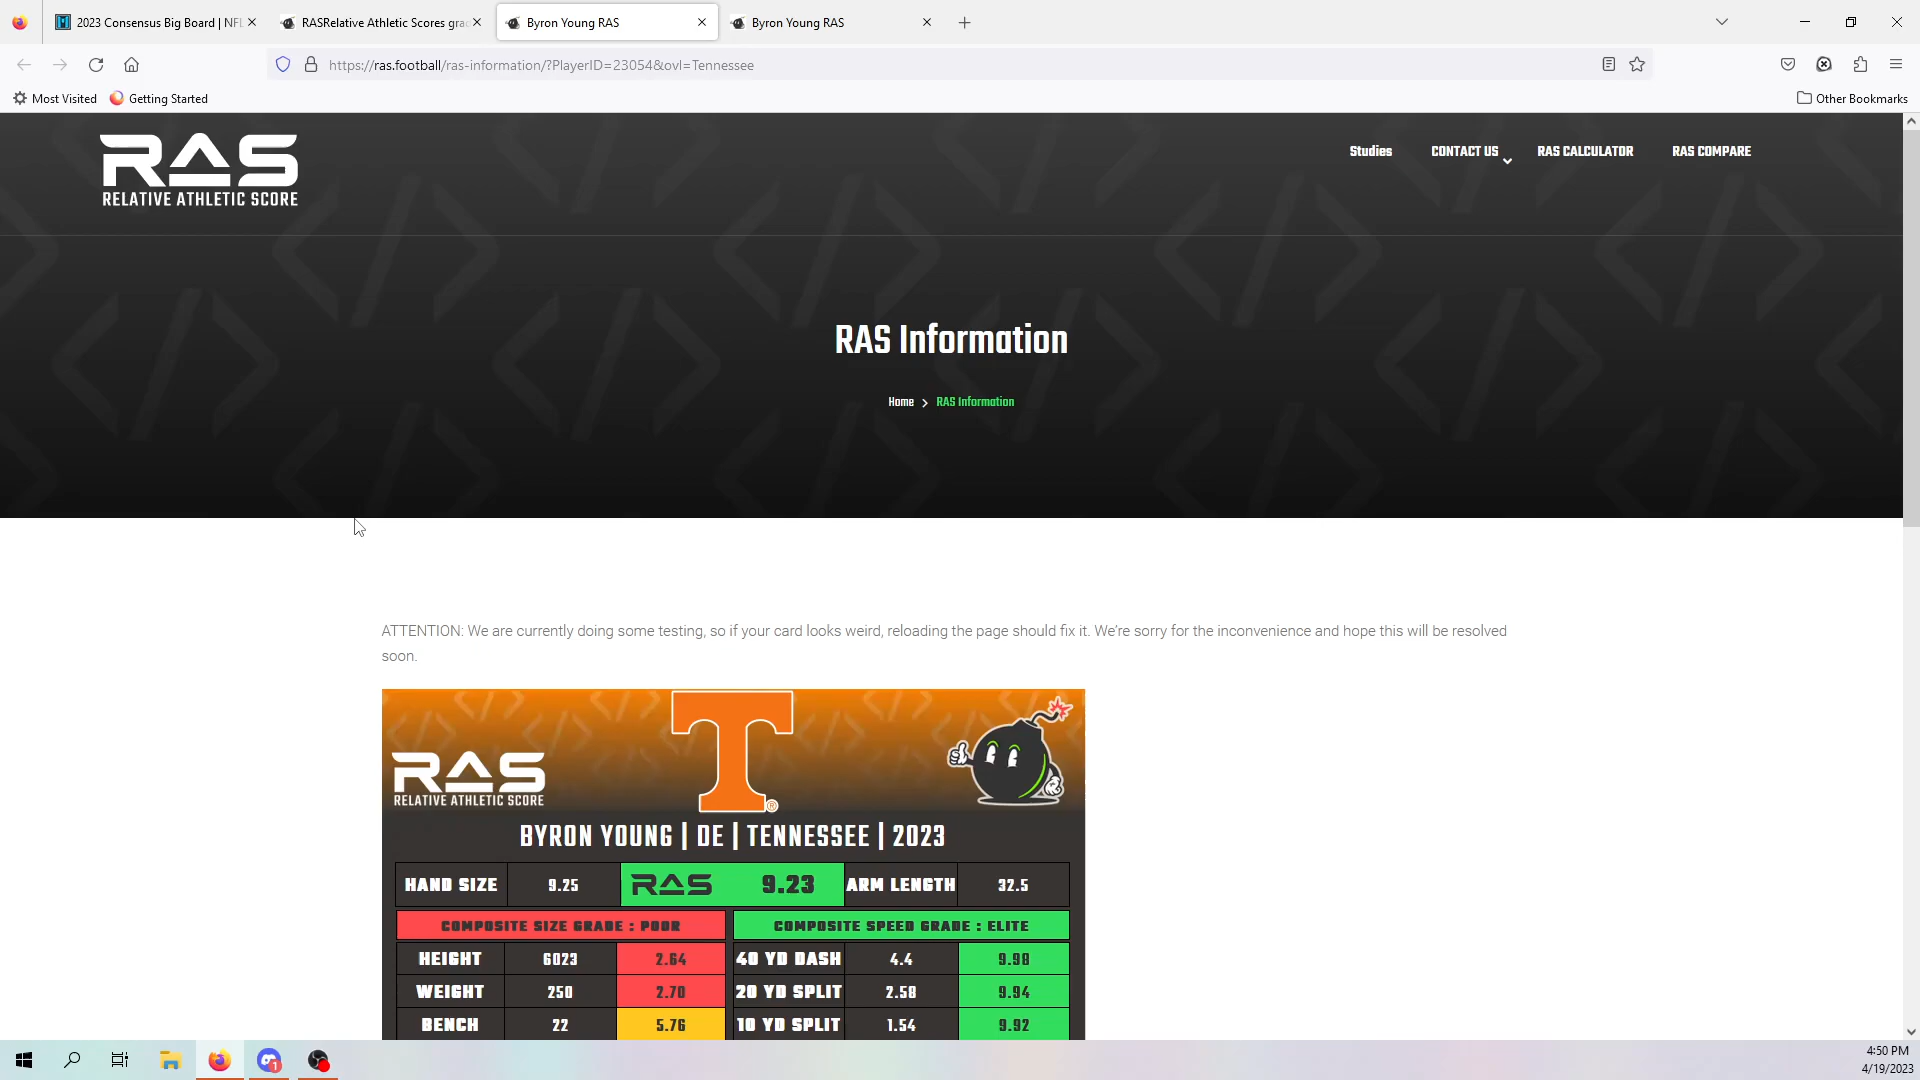 2023 Consensus Big Board | NFL
RASRelative Athletic Scores grad
Byron Young RAS
Byron Young RAS
https://ras.football/ras-information/?PlayerID=23054&ovl=Tennessee
Most Visited
Getting Started
Other Bookmarks
RAS
RELATIVE ATHLETIC SCORE
Studies
CONTACT US
RAS CALCULATOR
RAS COMPARE
RAS Information
Home > RAS Information
ATTENTION: We are currently doing some testing, so if your card looks weird, reloading the page should fix it. We're sorry for the inconvenience and hope this will be resolved
soon.
T ®
RAS
RELATIVE ATHLETIC SCORE
BYRON YOUNG | DE | TENNESSEE | 2023
HAND SIZE 9.25 RAS 9.23 ARM LENGTH 32.5
COMPOSITE SIZE GRADE : POOR COMPOSITE SPEED GRADE : ELITE
HEIGHT 6023 2.64 40 YD DASH 4.4 9.98
WEIGHT 250 2.70 20 YD SPLIT 2.58 9.94
BENCH 22 5.76 10 YD SPLIT 1.54 9.92
1
4:50 PM
4/19/2023